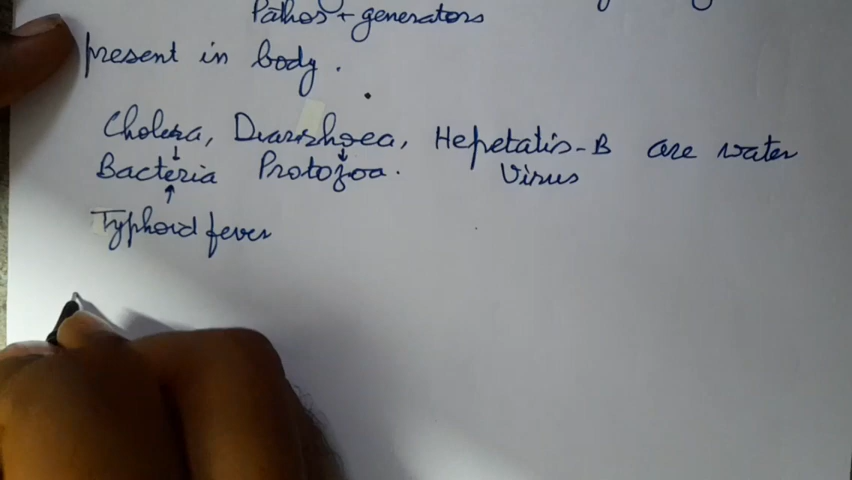 Pathos + generators
present in body.
Cholera, Diarrhoea, Hepetatis-B are water
Bacteria Protozoa. Virus
Typhoid fever